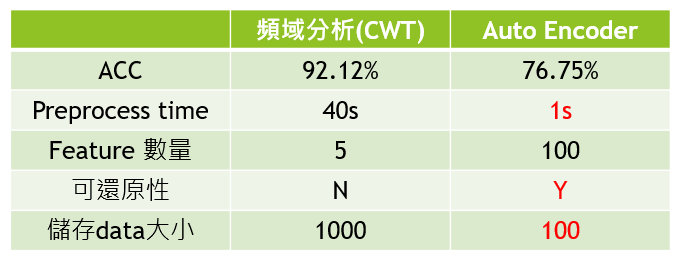 頻域分析(CWT) Auto Encoder
ACC 92.12% 76.75%
Preprocess time 40s 1s
Feature 數量 5 100
可還原性 N Y
儲存data大小 1000 100